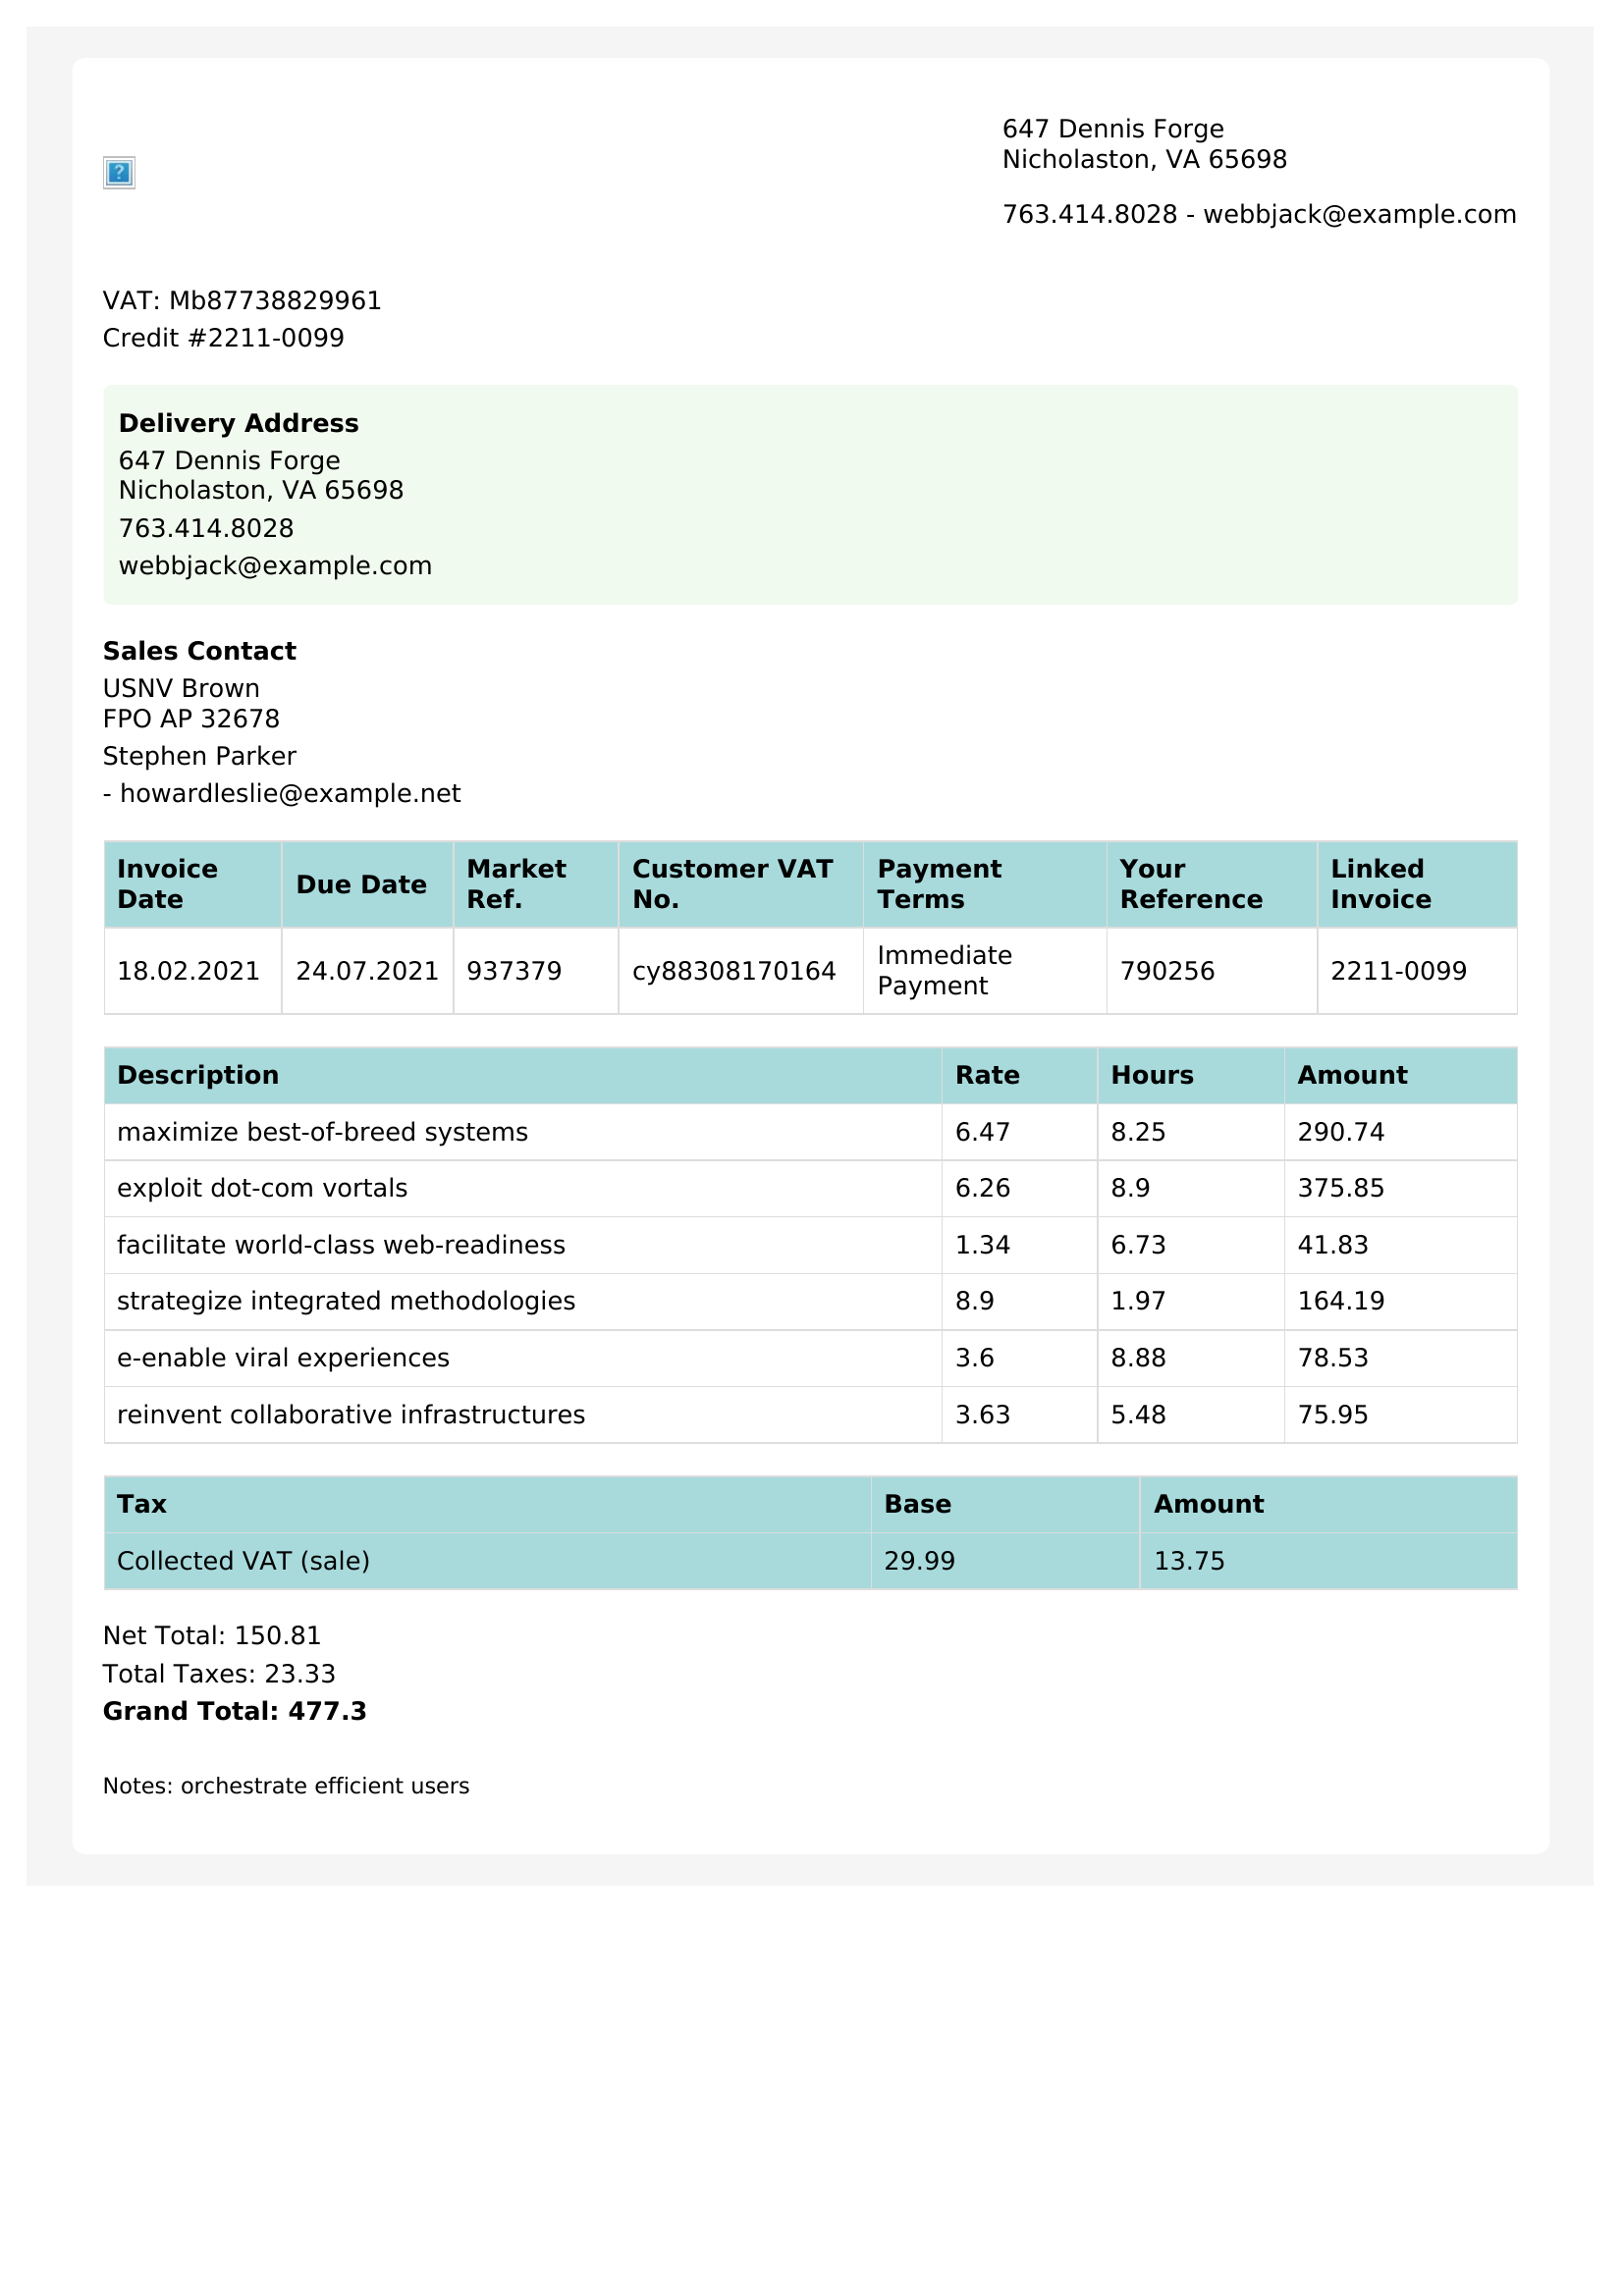 647 Dennis Forge
Nicholaston, VA 65698
763.414.8028 - webbjack@example.com
VAT: Mb87738829961
Credit #2211-0099
Delivery Address
647 Dennis Forge
Nicholaston, VA 65698
763.414.8028
webbjack@example.com
Sales Contact
USNV Brown
FPO AP 32678
Stephen Parker
- howardleslie@example.net
Invoice Date Due Date Market Ref. Customer VAT No. Payment Terms Your Reference Linked Invoice
18.02.2021 24.07.2021 937379 cy88308170164 Immediate Payment 790256 2211-0099
Description Rate Hours Amount
maximize best-of-breed systems 6.47 8.25 290.74
exploit dot-com vortals 6.26 8.9 375.85
facilitate world-class web-readiness 1.34 6.73 41.83
strategize integrated methodologies 8.9 1.97 164.19
e-enable viral experiences 3.6 8.88 78.53
reinvent collaborative infrastructures 3.63 5.48 75.95
Tax Base Amount
Collected VAT (sale) 29.99 13.75
Net Total: 150.81
Total Taxes: 23.33
Grand Total: 477.3
Notes: orchestrate efficient users